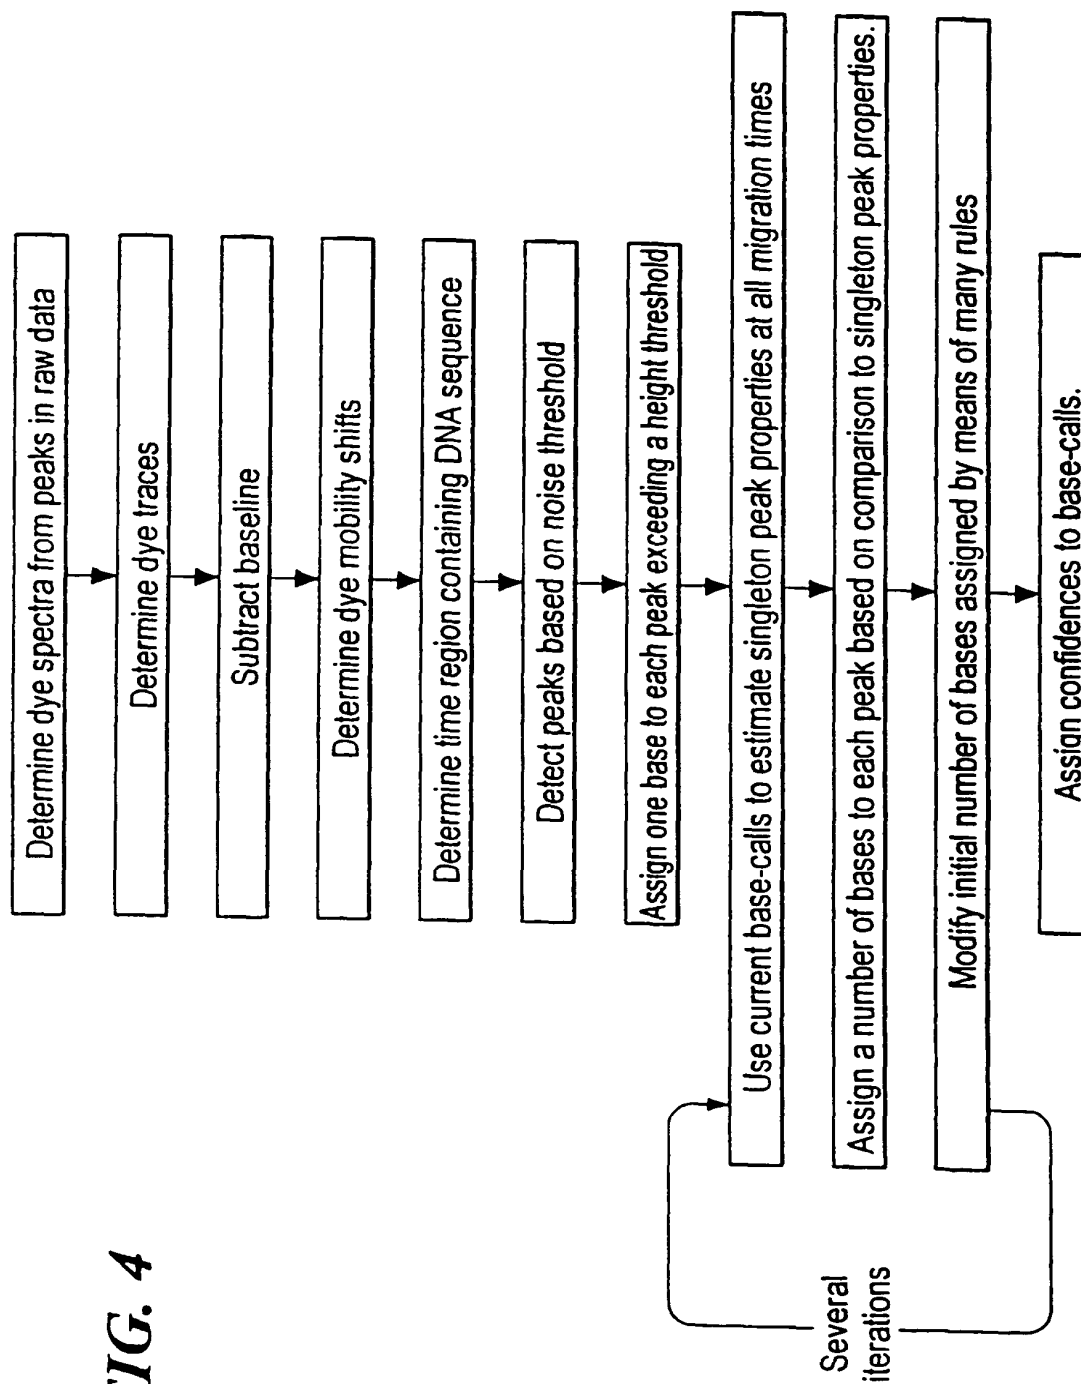 FIG. 4
Determine dye spectra from peaks in raw data
Determine dye traces
Subtract baseline
Determine dye mobility shifts
Determine time region containing DNA sequence
Detect peaks based on noise threshold
Assign one base to each peak exceeding a height threshold
Use current base-calls to estimate singleton peak properties at all migration times
Assign a number of bases to each peak based on comparison to singleton peak properties.
Modify initial number of bases assigned by means of many rules
Several
iterations
Assign confidences to base-calls.